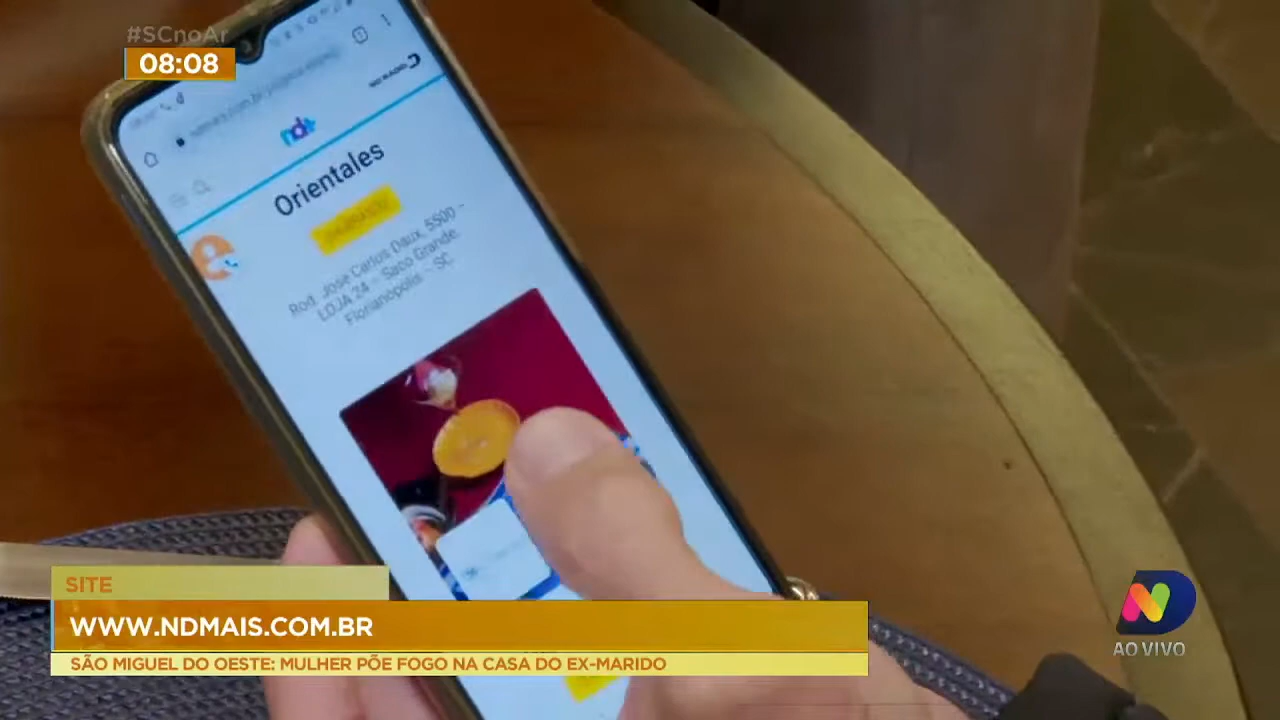 #SCnoAr
08:08
nd+
Orientales
Rod. José Carlos Daux, 5500 -
LOJA 24 - Saco Grande,
Florianópolis - SC
SITE
WWW.NDMAIS.COM.BR
SÃO MIGUEL DO OESTE: MULHER PÕE FOGO NA CASA DO EX-MARIDO
ND
AO VIVO